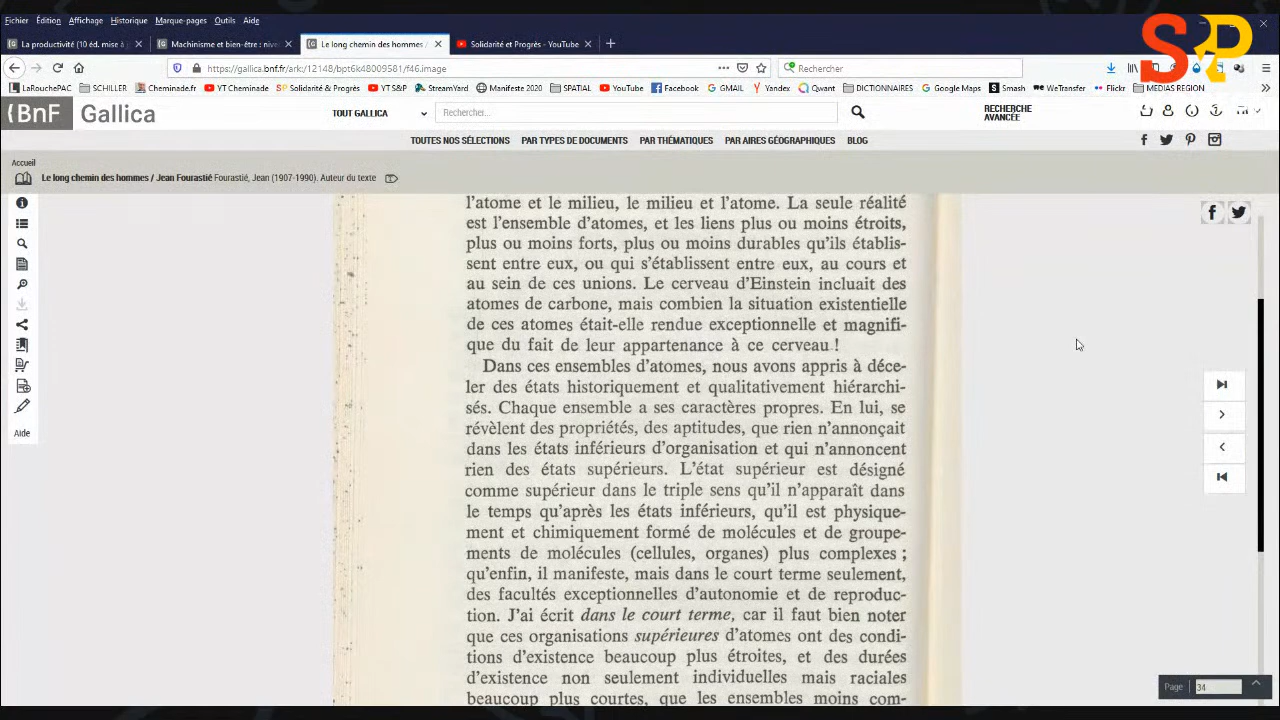 Fichier Édition Affichage Historique Marque-pages Outils Aide
La productivité (10 éd. mise à j
Machinisme et bien-être : nive
Le long chemin des hommes /
Solidarité et Progrès - YouTube
https://gallica.bnf.fr/ark:/12148/bpt6k48009581/f46.image
Rechercher
SP
LaRouchePAC SCHILLER Cheminade.fr YT Cheminade Solidarité & Progrès YT S&P StreamYard Manifeste 2020 SPATIAL YouTube Facebook GMAIL Yandex Qwant DICTIONNAIRES Google Maps Smash WeTransfer Flickr MEDIAS REGION
{BnF Gallica
TOUT GALLICA
Rechercher...
RECHERCHE
AVANCÉE
TOUTES NOS SÉLECTIONS PAR TYPES DE DOCUMENTS PAR THÉMATIQUES PAR AIRES GÉOGRAPHIQUES BLOG
Accueil
Le long chemin des hommes / Jean Fourastié Fourastié, Jean (1907-1990). Auteur du texte
l'atome et le milieu, le milieu et l'atome. La seule réalité
est l'ensemble d'atomes, et les liens plus ou moins étroits,
plus ou moins forts, plus ou moins durables qu'ils établis-
sent entre eux, ou qui s'établissent entre eux, au cours et
au sein de ces unions. Le cerveau d'Einstein incluait des
atomes de carbone, mais combien la situation existentielle
de ces atomes était-elle rendue exceptionnelle et magnifi-
que du fait de leur appartenance à ce cerveau !
Dans ces ensembles d'atomes, nous avons appris à déce-
ler des états historiquement et qualitativement hiérarchi-
sés. Chaque ensemble a ses caractères propres. En lui, se
révèlent des propriétés, des aptitudes, que rien n'annonçait
dans les états inférieurs d'organisation et qui n'annoncent
rien des états supérieurs. L'état supérieur est désigné
comme supérieur dans le triple sens qu'il n'apparaît dans
le temps qu'après les états inférieurs, qu'il est physique-
ment et chimiquement formé de molécules et de groupe-
ments de molécules (cellules, organes) plus complexes ;
qu'enfin, il manifeste, mais dans le court terme seulement,
des facultés exceptionnelles d'autonomie et de reproduc-
tion. J'ai écrit dans le court terme, car il faut bien noter
que ces organisations supérieures d'atomes ont des condi-
tions d'existence beaucoup plus étroites, et des durées
d'existence non seulement individuelles mais raciales
beaucoup plus courtes, que les ensembles moins com-
Aide
Page 34